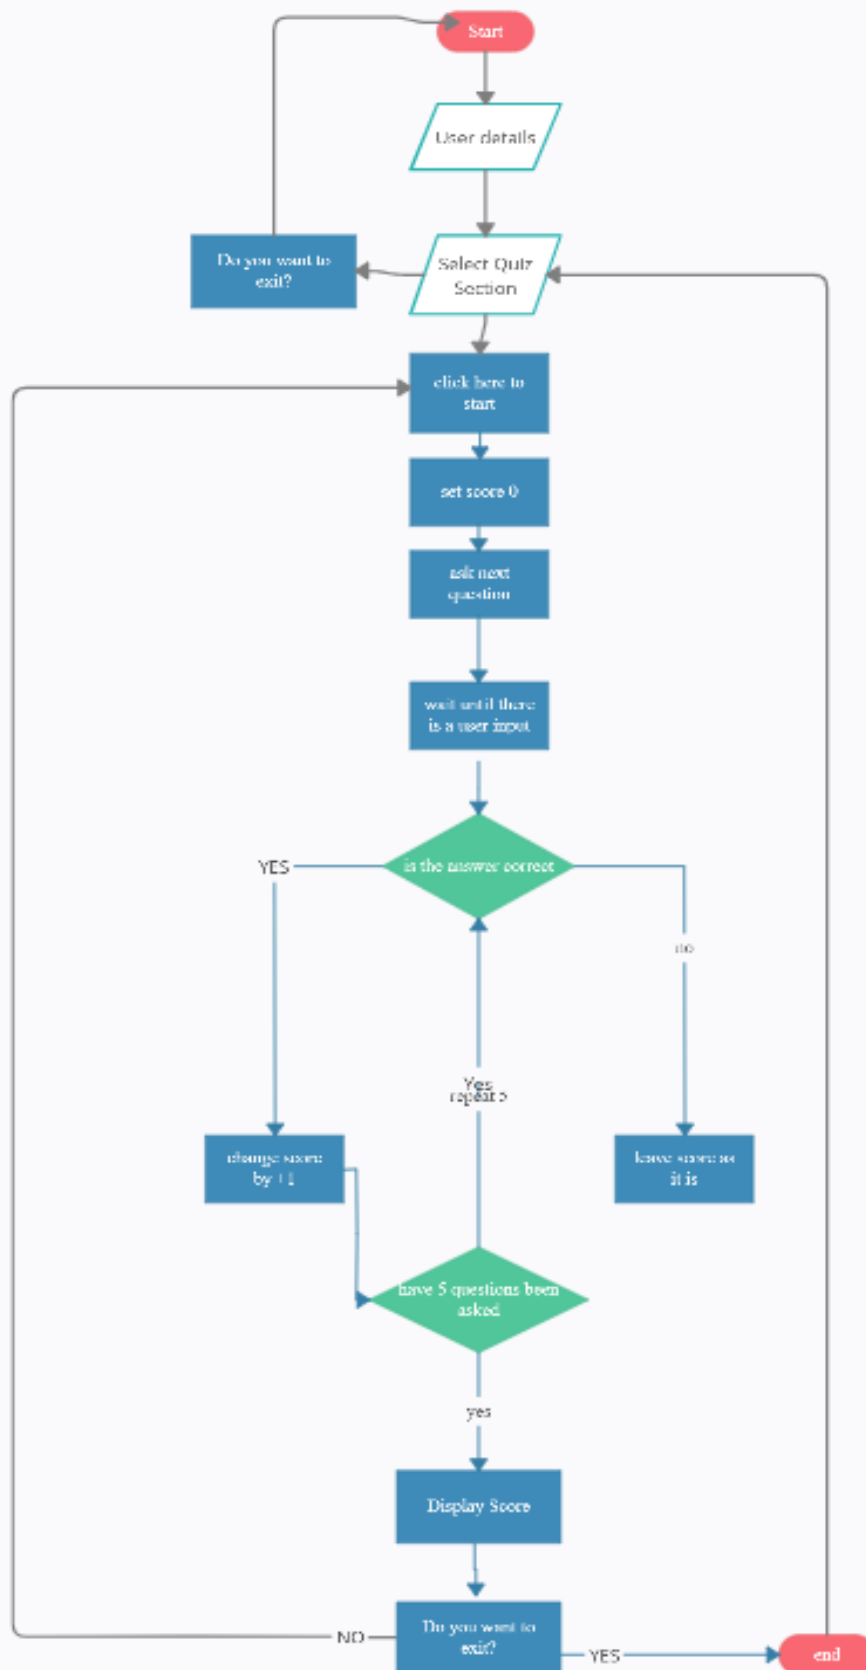 Start
User details
Do you want to
exit?
Select Quiz
Section
click here to
start
set score 0
ask next
question
wait until there
is a user input
YES
is the answer correct
no
Yes
repeat 5
change score
by +1
leave score as
it is
have 5 questions been
asked
yes
Display Score
NO
Do you want to
exit?
YES
end